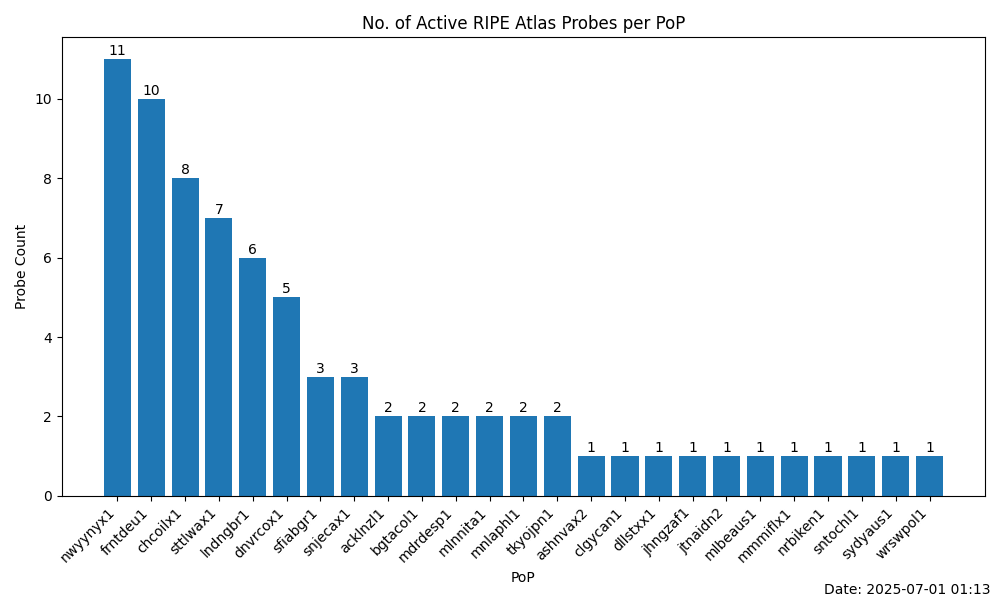 No. of Active RIPE Atlas Probes per PoP
11
10
8
7
6
5
3
3
2
2
2
2
2
2
1
1
1
1
1
1
1
1
1
1
1
10
8
6
4
2
0
Probe Count
nwyynyx1
frntdeu1
chcoilx1
sttlwax1
lndngbr1
dnvrcox1
sfiabgr1
snjecax1
acklnzl1
bgtacol1
mdrdesp1
mlnnita1
mnlaphl1
tkyojpn1
ashnvax2
clgycan1
dllstxx1
jhngzaf1
jtnaidn2
mlbeaus1
mmmiflx1
nrbiken1
sntochl1
sydyaus1
wrswpol1
PoP
Date: 2025-07-01 01:13